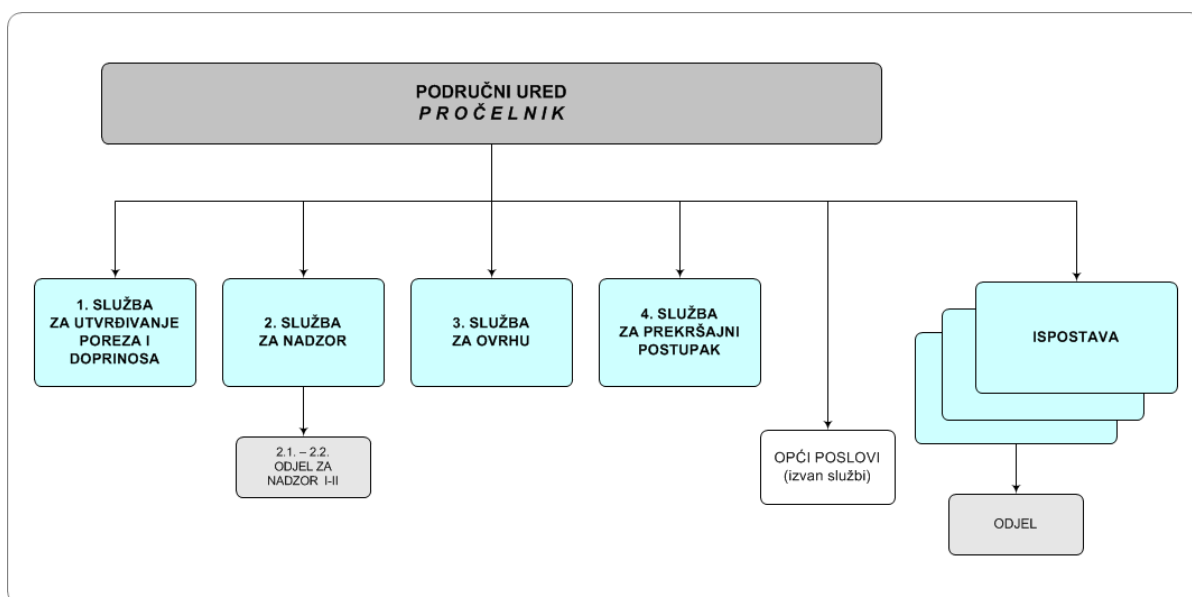 PODRUČNI URED
PROČELNIK
1. SLUŽBA
ZA UTVRĐIVANJE
POREZA I
DOPRINOSA
2. SLUŽBA
ZA NADZOR
3. SLUŽBA
ZA OVRHU
4. SLUŽBA
ZA PREKRŠAJNI
POSTUPAK
ISPOSTAVA
2.1. – 2.2.
ODJEL ZA
NADZOR I-II
OPĆI POSLOVI
(izvan službi)
ODJEL